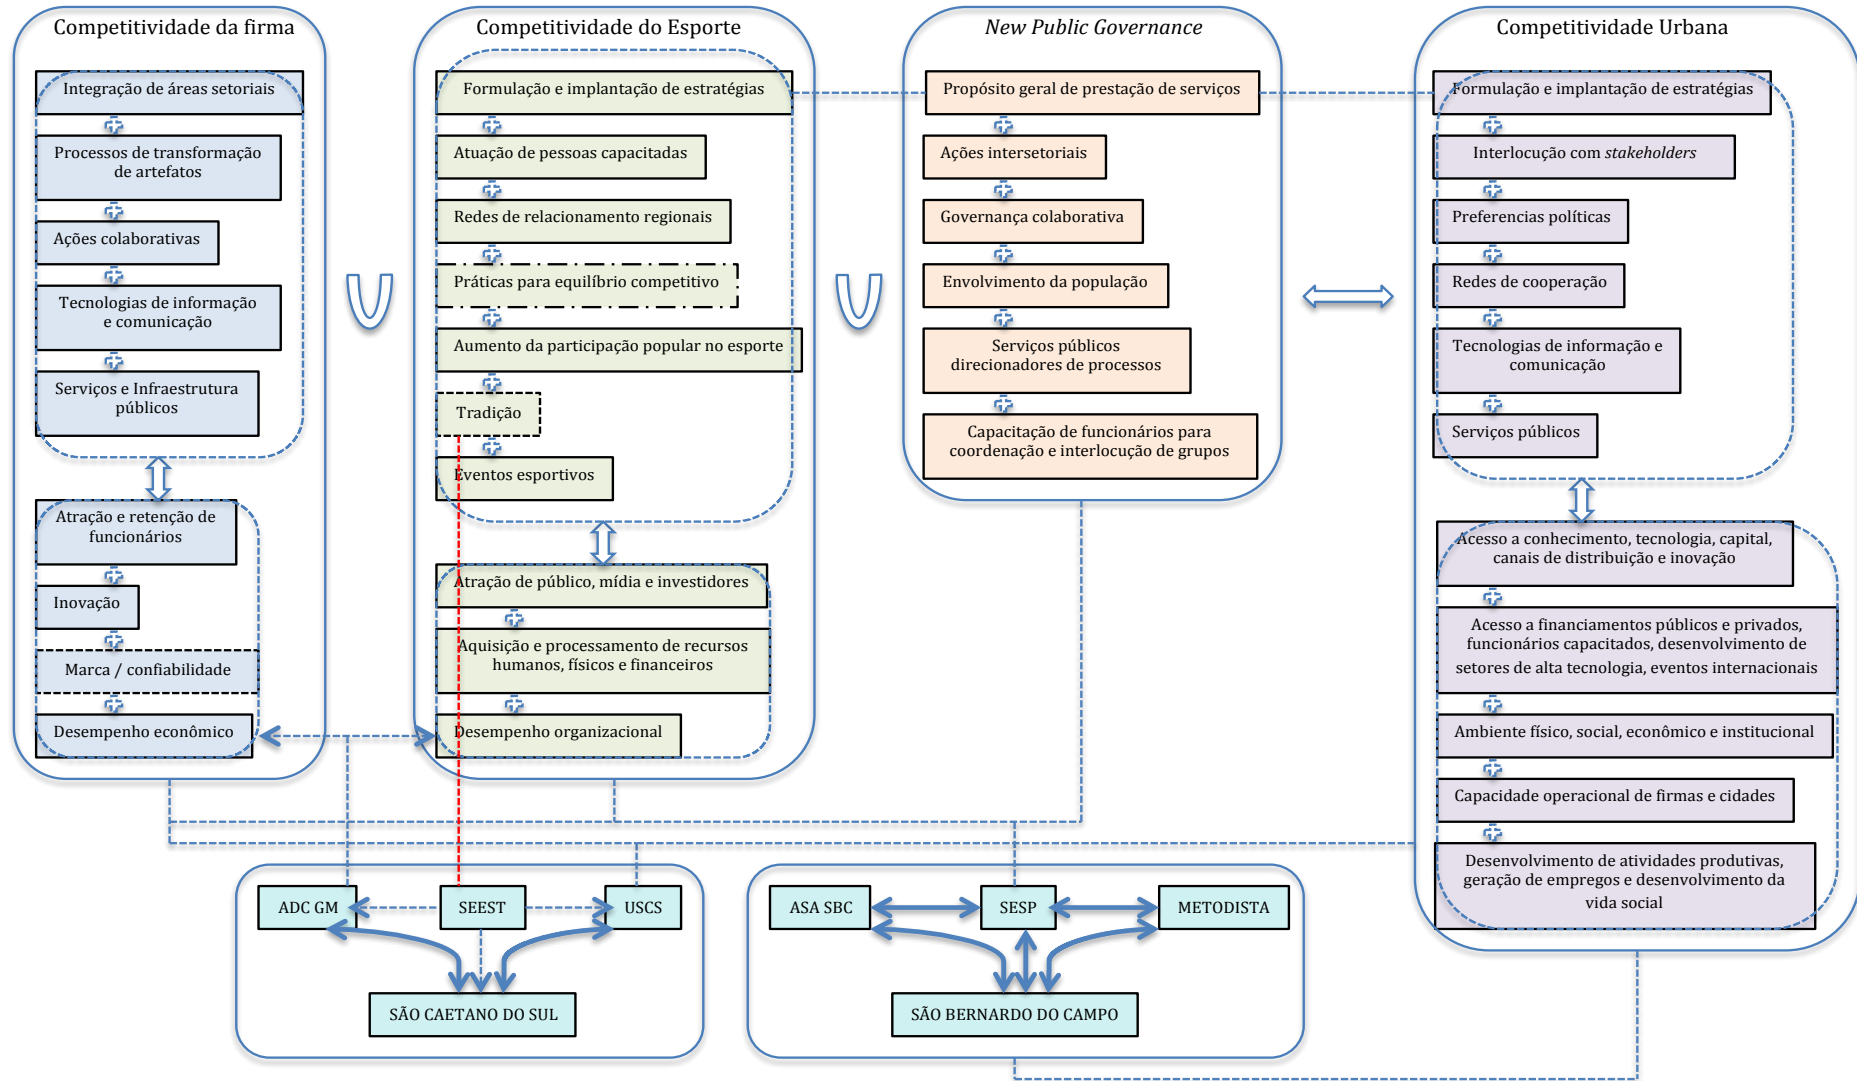 Competitividade da firma
Integração de áreas setoriais
Processos de transformação
de artefatos
Ações colaborativas
Tecnologias de informação
e comunicação
Serviços e Infraestrutura
públicos
Atração e retenção de
funcionários
Inovação
Marca / confiabilidade
Desempenho econômico
Competitividade do Esporte
Formulação e implantação de estratégias
Atuação de pessoas capacitadas
Redes de relacionamento regionais
Práticas para equilíbrio competitivo
Aumento da participação popular no esporte
Tradição
Eventos esportivos
Atração de público, mídia e investidores
Aquisição e processamento de recursos
humanos, físicos e financeiros
Desempenho organizacional
New Public Governance
Propósito geral de prestação de serviços
Ações intersetoriais
Governança colaborativa
Envolvimento da população
Serviços públicos
direcionadores de processos
Capacitação de funcionários para
coordenação e interlocução de grupos
Competitividade Urbana
Formulação e implantação de estratégias
Interlocução com stakeholders
Preferencias políticas
Redes de cooperação
Tecnologias de informação e
comunicação
Serviços públicos
Acesso a conhecimento, tecnologia, capital,
canais de distribuição e inovação
Acesso a financiamentos públicos e privados,
funcionários capacitados, desenvolvimento de
setores de alta tecnologia, eventos internacionais
Ambiente físico, social, econômico e institucional
Capacidade operacional de firmas e cidades
Desenvolvimento de atividades produtivas,
geração de empregos e desenvolvimento da
vida social
ADC GM
SEEST
USCS
SÃO CAETANO DO SUL
ASA SBC
SESP
METODISTA
SÃO BERNARDO DO CAMPO